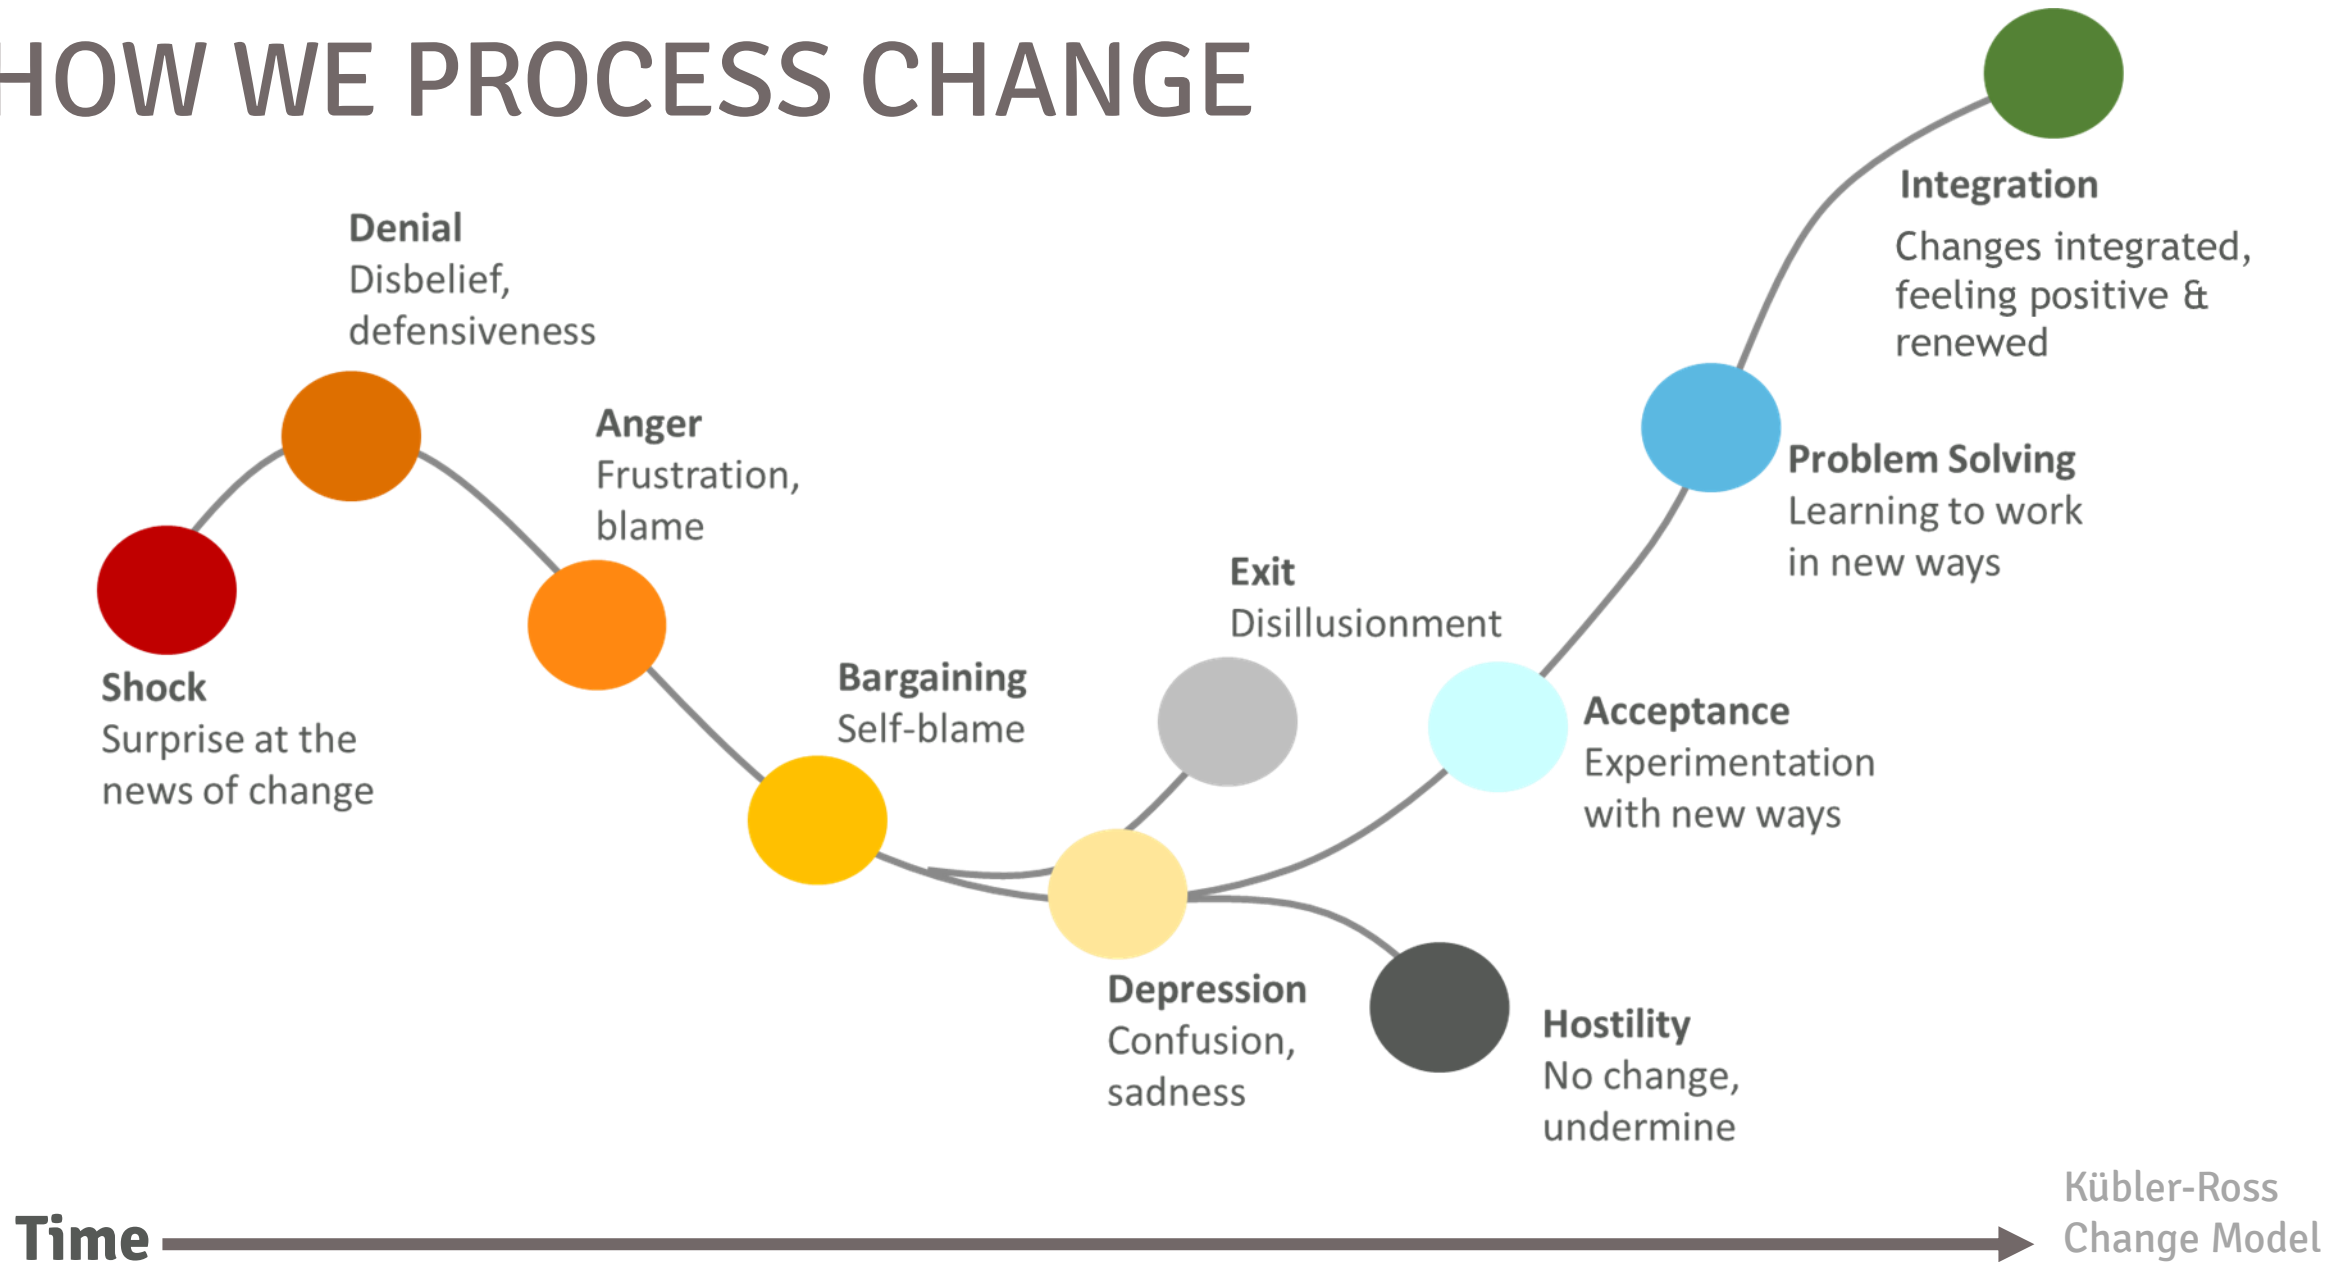 HOW WE PROCESS CHANGE
Denial
Disbelief,
defensiveness
Anger
Frustration,
blame
Shock
Surprise at the
news of change
Bargaining
Self-blame
Exit
Disillusionment
Depression
Confusion,
sadness
Hostility
No change,
undermine
Acceptance
Experimentation
with new ways
Problem Solving
Learning to work
in new ways
Integration
Changes integrated,
feeling positive &
renewed
Time
Kübler-Ross
Change Model